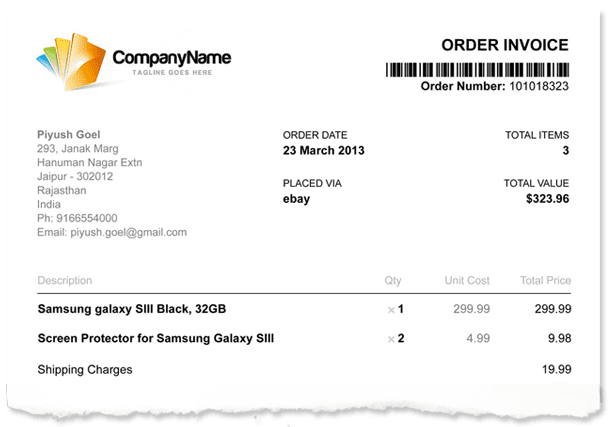 CompanyName
TAGLINE GOES HERE
ORDER INVOICE
Order Number: 101018323
Piyush Goel
293, Janak Marg
Hanuman Nagar Extn
Jaipur - 302012
Rajasthan
India
Ph: 9166554000
Email: piyush.goel@gmail.com
ORDER DATE
23 March 2013
PLACED VIA
ebay
TOTAL ITEMS
3
TOTAL VALUE
$323.96
Description Qty Unit Cost Total Price
Samsung galaxy SIII Black, 32GB × 1 299.99 299.99
Screen Protector for Samsung Galaxy SIII × 2 4.99 9.98
Shipping Charges 19.99